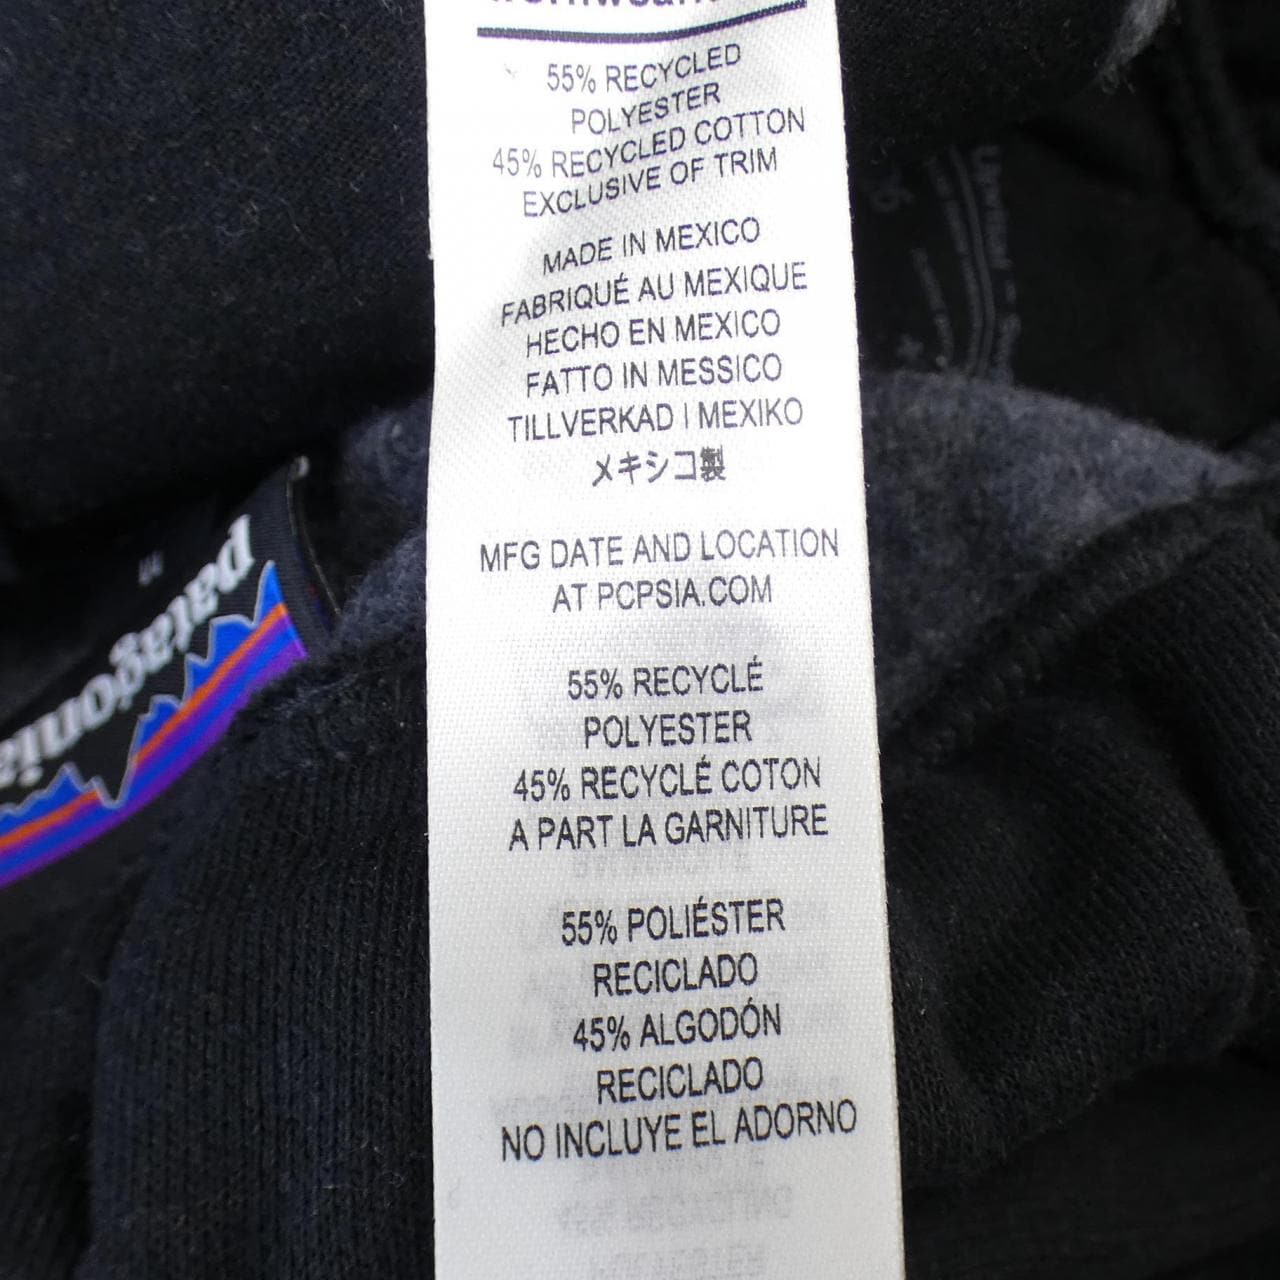 55% RECYCLED
POLYESTER
45% RECYCLED COTTON
EXCLUSIVE OF TRIM
MADE IN MEXICO
FABRIQUÉ AU MEXIQUE
HECHO EN MEXICO
FATTO IN MESSICO
TILLVERKAD I MEXIKO
メキシコ製
MFG DATE AND LOCATION
AT PCPSIA.COM
55% RECYCLÉ
POLYESTER
45% RECYCLÉ COTON
A PART LA GARNITURE
55% POLIÉSTER
RECICLADO
45% ALGODÓN
RECICLADO
NO INCLUYE EL ADORNO
patagonia